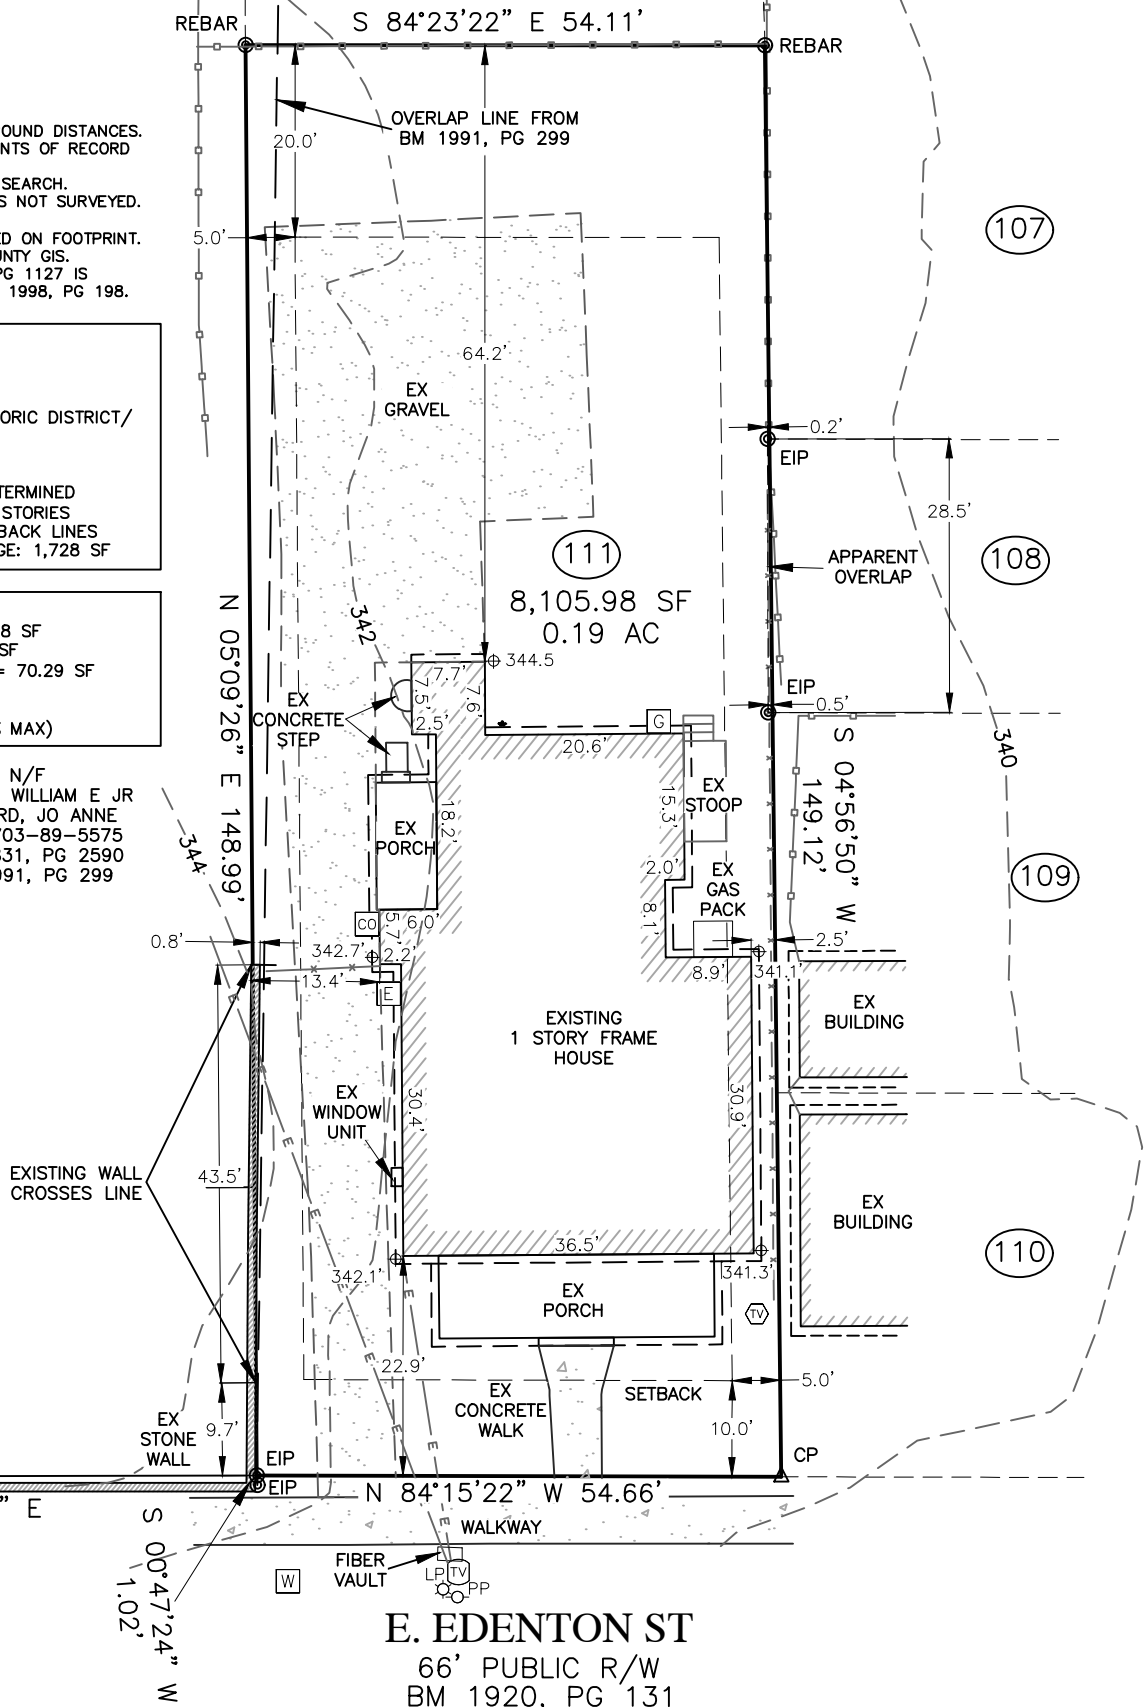 REBAR
S 84°23'22" E 54.11'
REBAR
OUND DISTANCES.
NTS OF RECORD
SEARCH.
S NOT SURVEYED.
ED ON FOOTPRINT.
UNTY GIS.
PG 1127 IS
1998, PG 198.
OVERLAP LINE FROM
BM 1991, PG 299
20.0'
5.0'
107
64.2'
EX
GRAVEL
ORIC DISTRICT/
TERMINED
STORIES
BACK LINES
GE: 1,728 SF
0.2'
EIP
28.5'
111
8,105.98 SF
0.19 AC
APPARENT
OVERLAP
108
8 SF
SF
= 70.29 SF
MAX)
N 05°09'26" E 148.99'
342
344.5
7.7'
7.5'
7.6'
2.5'
EX
CONCRETE
STEP
G
20.6'
EIP
0.5'
340
N/F
WILLIAM E JR
RD, JO ANNE
703-89-5575
831, PG 2590
991, PG 299
344
EX
PORCH
18.2'
15.3'
EX
STOOP
S 04°56'50" W
149.12'
2.0'
EX
GAS
PACK
8.1'
109
CO
6.0'
5.7'
2.2'
0.8'
342.7'
13.4'
E
8.9'
341.1'
2.5'
EXISTING
1 STORY FRAME
HOUSE
EX
BUILDING
EX
WINDOW
UNIT
30.4'
30.9'
EXISTING WALL
CROSSES LINE
43.5'
EX
BUILDING
110
36.5'
342.1'
341.3'
EX
PORCH
TV
22.9'
EX
CONCRETE
WALK
SETBACK
5.0'
10.0'
EX
STONE
WALL
9.7'
EIP
EIP
CP
" E
N 84°15'22" W 54.66'
WALKWAY
S 00°47'24" W
1.02'
FIBER
VAULT
W
LP
TV
PP
E. EDENTON ST
66' PUBLIC R/W
BM 1920, PG 131